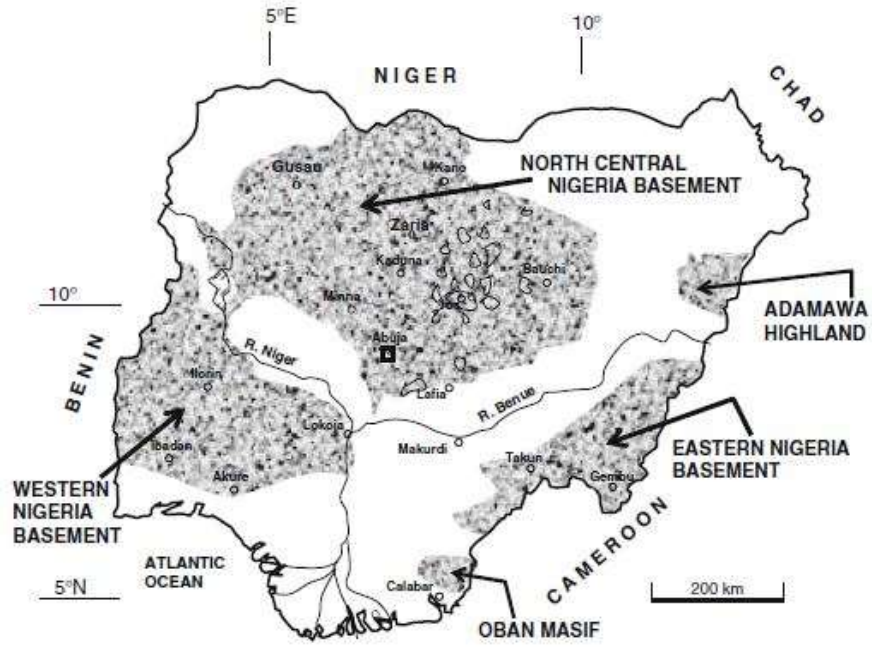 5°E
10°
NIGER
CHAD
NORTH CENTRAL
NIGERIA BASEMENT
Gusau
Kano
Zaria
Kaduna
Bauchi
Minna
10°
ADAMAWA
HIGHLAND
Abuja
BENIN
R. Niger
Ilorin
Lafia
R. Benue
Lokoja
Makurdi
Ibadan
Takun
EASTERN NIGERIA
BASEMENT
Akure
Gembu
WESTERN
NIGERIA
BASEMENT
CAMEROON
ATLANTIC
OCEAN
5°N
Calabar
200 km
OBAN MASIF